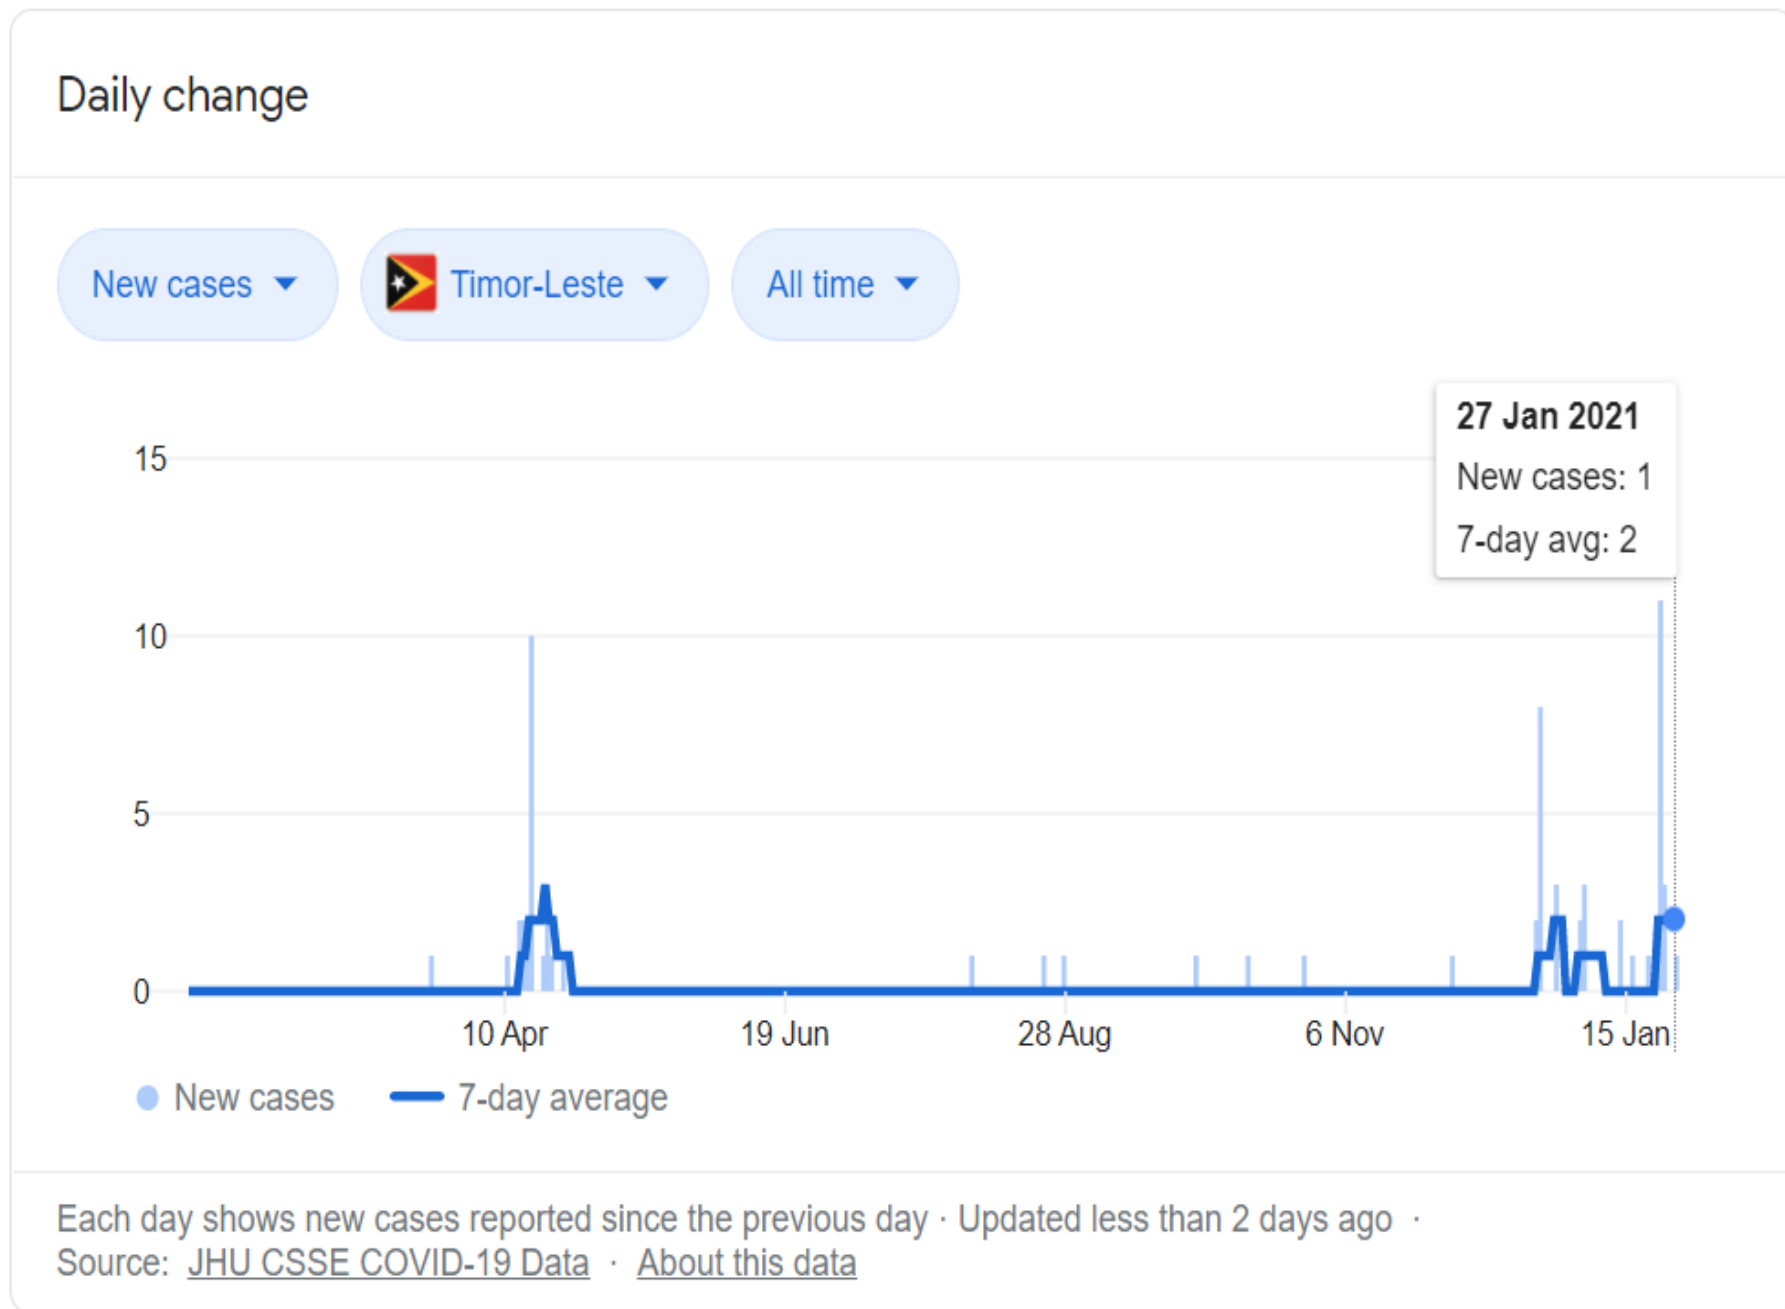 Daily change
New cases Timor-Leste All time
27 Jan 2021
New cases: 1
7-day avg: 2
15
10
5
0
10 Apr 19 Jun 28 Aug 6 Nov 15 Jan
New cases 7-day average
Each day shows new cases reported since the previous day · Updated less than 2 days ago ·
Source: JHU CSSE COVID-19 Data · About this data